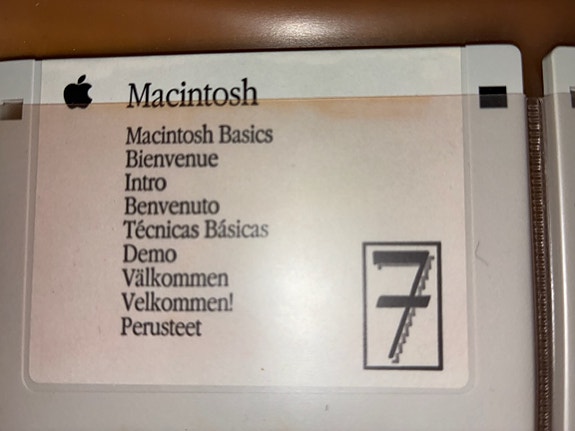 Macintosh
Macintosh Basics
Bienvenue
Intro
Benvenuto
Técnicas Básicas
Demo
Välkommen
Velkommen!
Perusteet
7